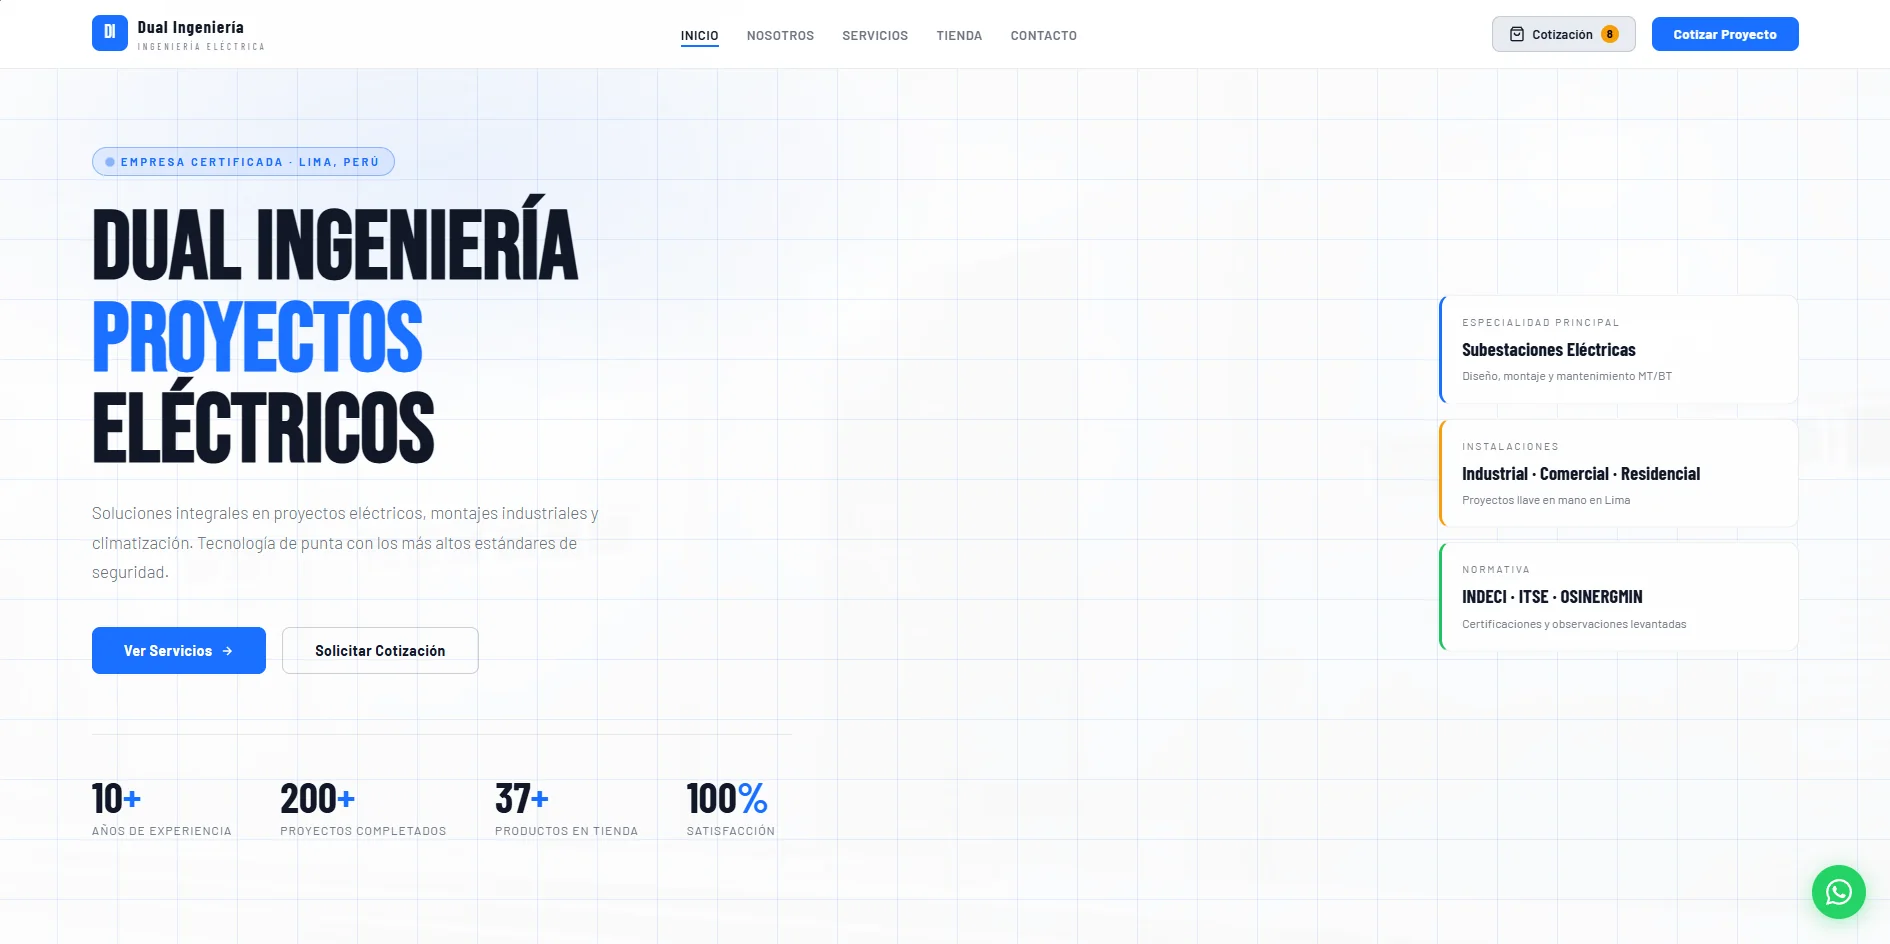 DI
Dual Ingeniería
INGENIERÍA ELÉCTRICA
INICIO
NOSOTROS
SERVICIOS
TIENDA
CONTACTO
Cotización 8
Cotizar Proyecto
EMPRESA CERTIFICADA · LIMA, PERÚ
DUAL INGENIERÍA
PROYECTOS
ELÉCTRICOS
Soluciones integrales en proyectos eléctricos, montajes industriales y
climatización. Tecnología de punta con los más altos estándares de
seguridad.
Ver Servicios →
Solicitar Cotización
10+
AÑOS DE EXPERIENCIA
200+
PROYECTOS COMPLETADOS
37+
PRODUCTOS EN TIENDA
100%
SATISFACCIÓN
ESPECIALIDAD PRINCIPAL
Subestaciones Eléctricas
Diseño, montaje y mantenimiento MT/BT
INSTALACIONES
Industrial · Comercial · Residencial
Proyectos llave en mano en Lima
NORMATIVA
INDECI · ITSE · OSINERGMIN
Certificaciones y observaciones levantadas